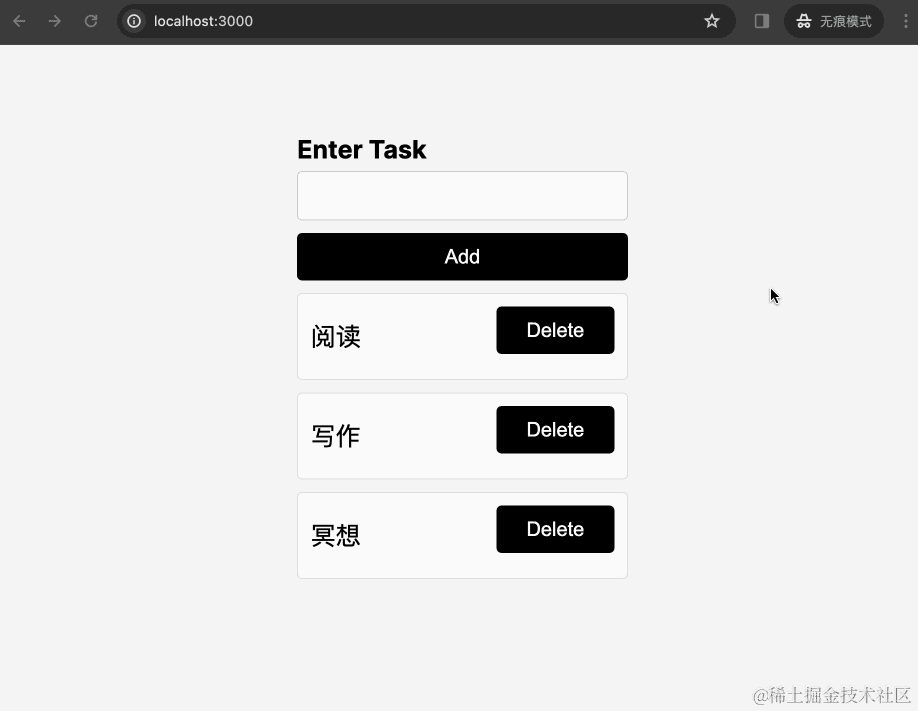 localhost:3000
无痕模式
Enter Task
Add
阅读
Delete
写作
Delete
冥想
Delete
@稀土掘金技术社区